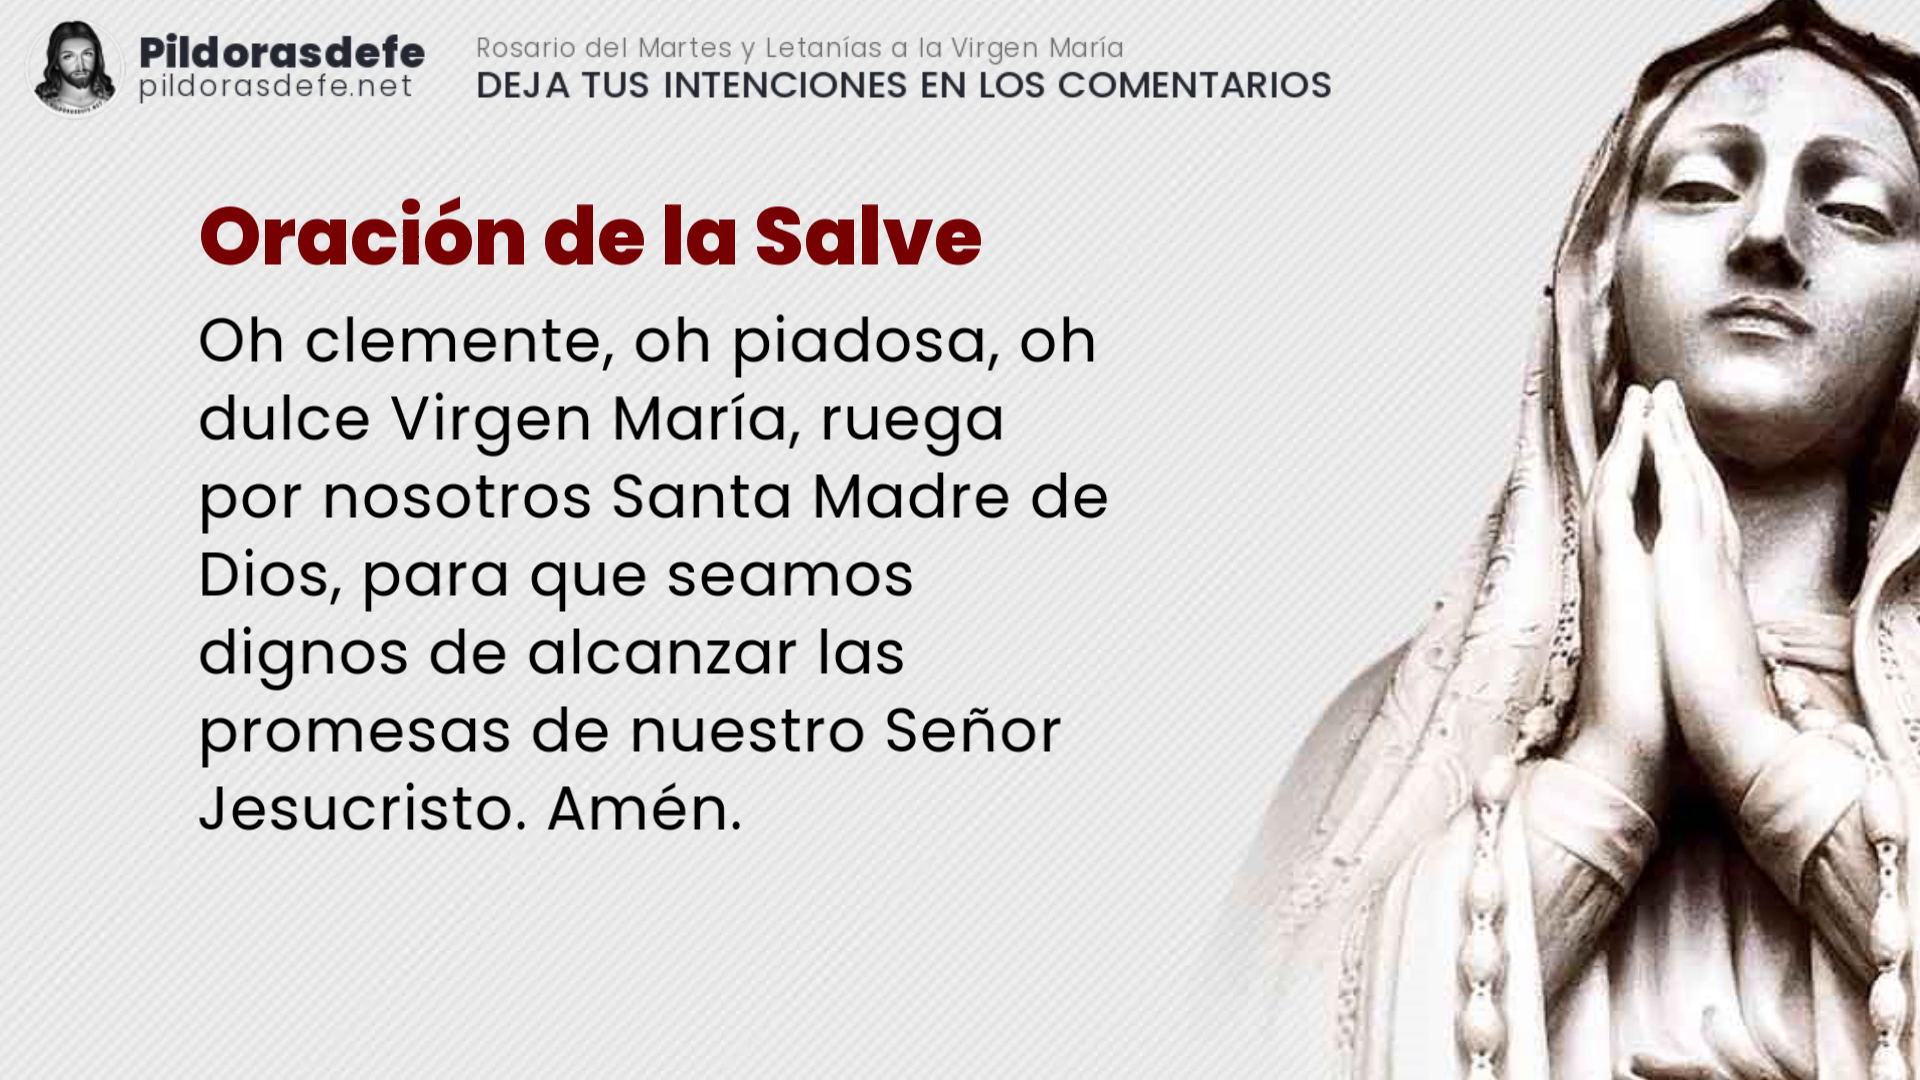 Pildorasdefe
pildorasdefe.net
Rosario del Martes y Letanías a la Virgen María
DEJA TUS INTENCIONES EN LOS COMENTARIOS
Oración de la Salve
Oh clemente, oh piadosa, oh
dulce Virgen María, ruega
por nosotros Santa Madre de
Dios, para que seamos
dignos de alcanzar las
promesas de nuestro Señor
Jesucristo. Amén.